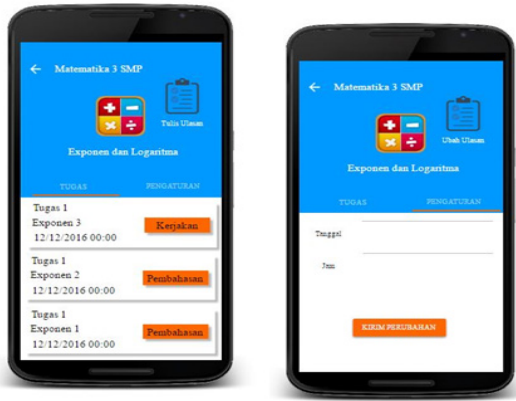 Matematika 3 SMP
Tulis Ulasan
Exponen dan Logaritma
TUGAS PENGATURAN
Tugas 1
Exponen 3
12/12/2016 00:00
Kerjakan
Tugas 1
Exponen 2
12/12/2016 00:00
Pembahasan
Tugas 1
Exponen 1
12/12/2016 00:00
Pembahasan
Matematika 3 SMP
Ubah Ulasan
Exponen dan Logaritma
TUGAS PENGATURAN
Tanggal
Jam
KIRIM PERUBAHAN